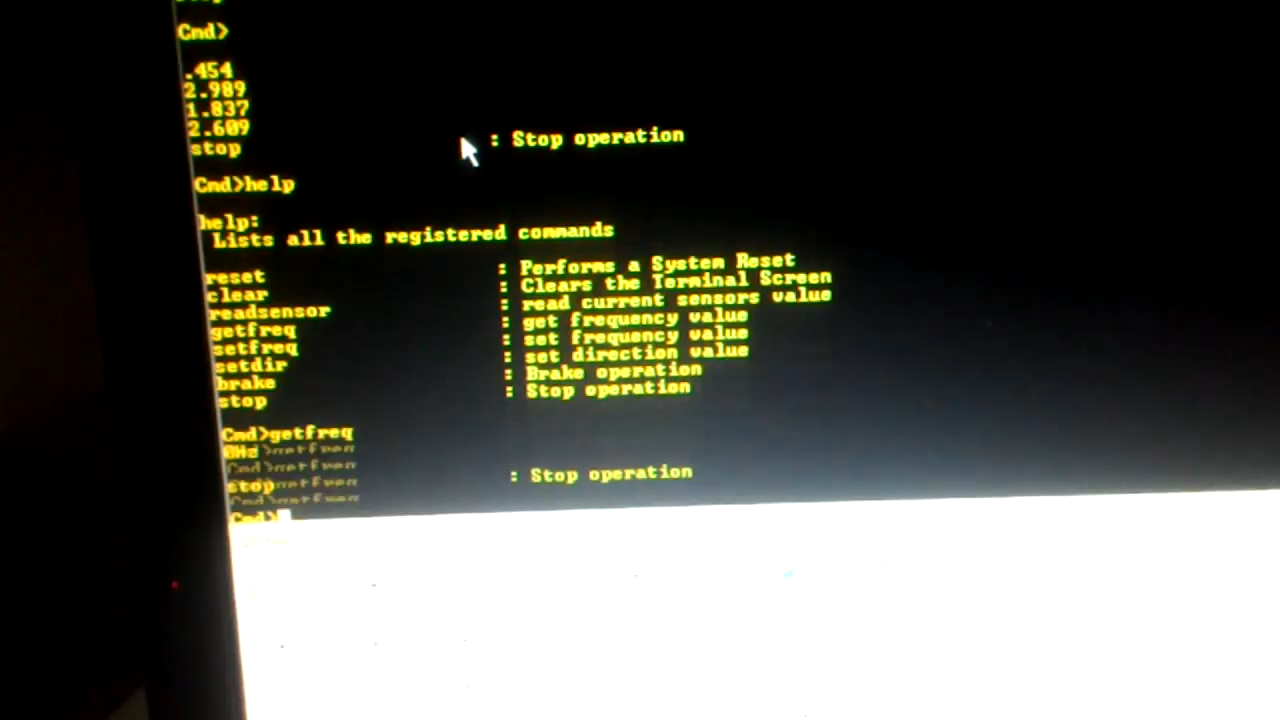 Cmd>
.454
2.989
1.837
2.609
stop : Stop operation
Cmd>help
help:
Lists all the registered commands
reset : Performs a System Reset
clear : Clears the Terminal Screen
readsensor : read current sensors value
getfreq : get frequency value
setfreq : set frequency value
setdir : set direction value
brake : Brake operation
stop : Stop operation
Cmd>getfreq
0Hz
stop : Stop operation
Cmd>